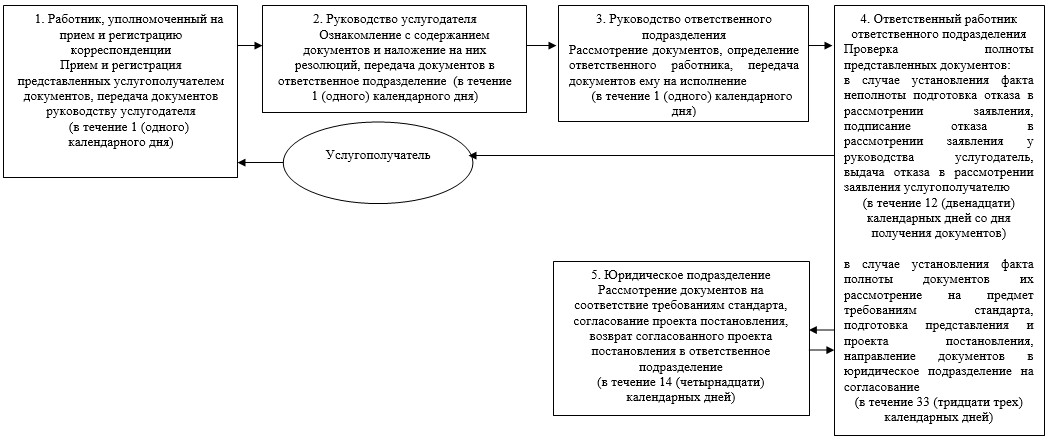 1. Работник, уполномоченный на
прием и регистрацию
корреспонденции
Прием и регистрация
представленных услугополучателем
документов, передача документов
руководству услугодателя
(в течение 1 (одного)
календарного дня)
2. Руководство услугодателя
Ознакомление с содержанием
документов и наложение на них
резолюций, передача документов в
ответственное подразделение (в течение
1 (одного) календарного дня)
3. Руководство ответственного
подразделения
Рассмотрение документов, определение
ответственного работника, передача
документов ему на исполнение
(в течение 1 (одного) календарного
дня)
4. Ответственный работник
ответственного подразделения
Проверка полноты
представленных документов:
в случае установления факта
неполноты подготовка отказа в
рассмотрении заявления,
подписание отказа в
рассмотрении заявления у
руководства услугодатель,
выдача отказа в рассмотрении
заявления услугополучателю
(в течение 12 (двенадцати)
календарных дней со дня
получения документов)
в случае установления факта
полноты документов их
рассмотрение на предмет
требованиям стандарта,
подготовка представления и
проекта постановления,
направление документов в
юридическое подразделение на
согласование
(в течение 33 (тридцати трех)
календарных дней)
Услугополучатель
5. Юридическое подразделение
Рассмотрение документов на
соответствие требованиям стандарта,
согласование проекта постановления,
возврат согласованного проекта
постановления в ответственное
подразделение
(в течение 14 (четырнадцати)
календарных дней)